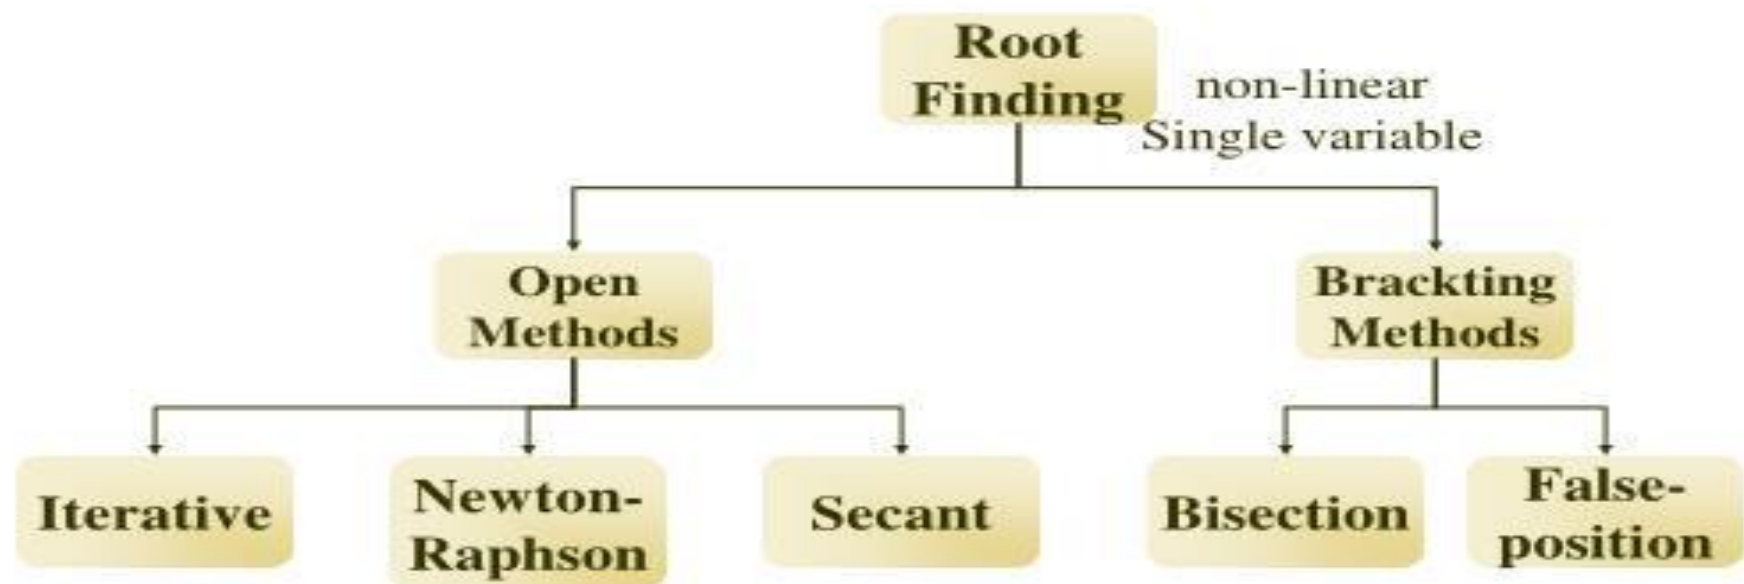 Root
Finding
non-linear
Single variable
Open
Methods
Brackting
Methods
Iterative
Newton-
Raphson
Secant
Bisection
False-
position